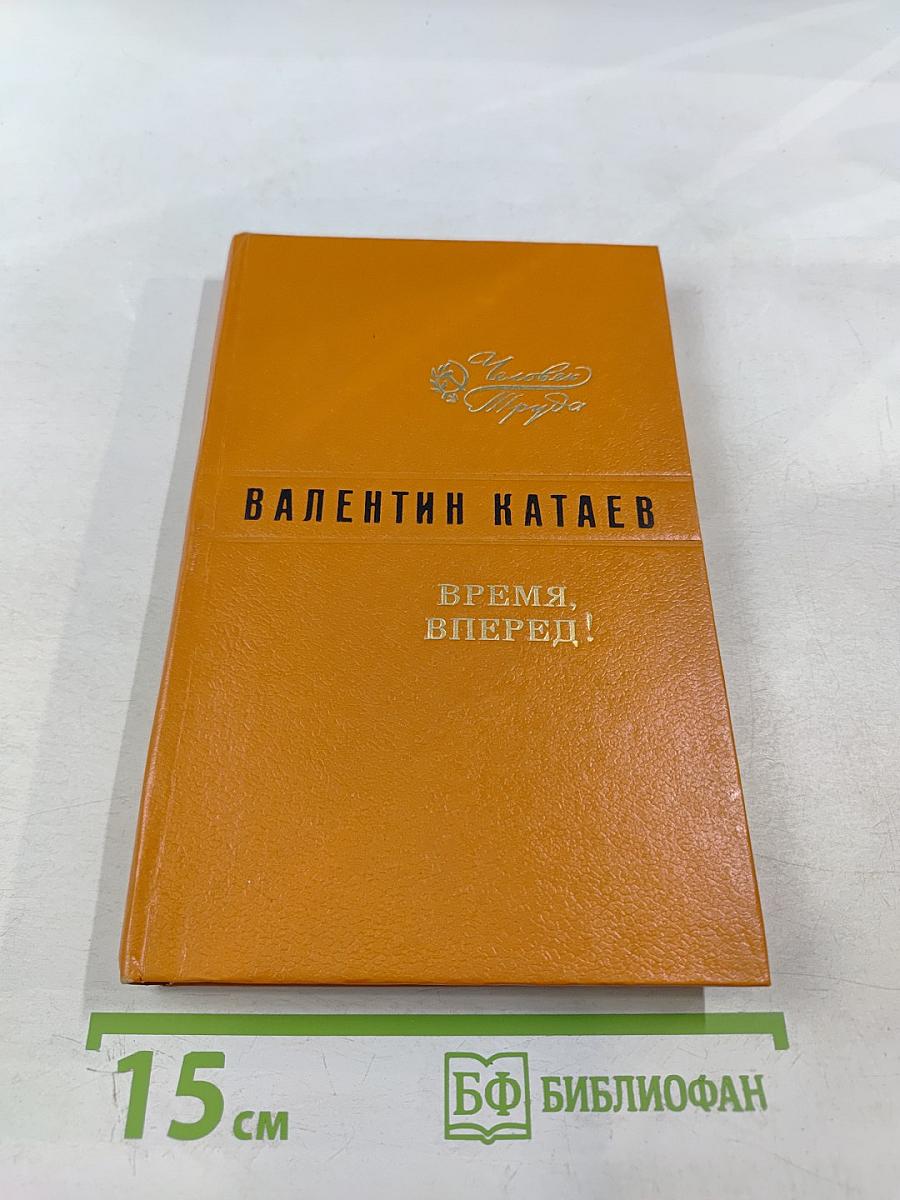 Человек
Труда
ВАЛЕНТИН КАТАЕВ
ВРЕМЯ,
ВПЕРЕД!
15 см
БФ БИБЛИОФАН